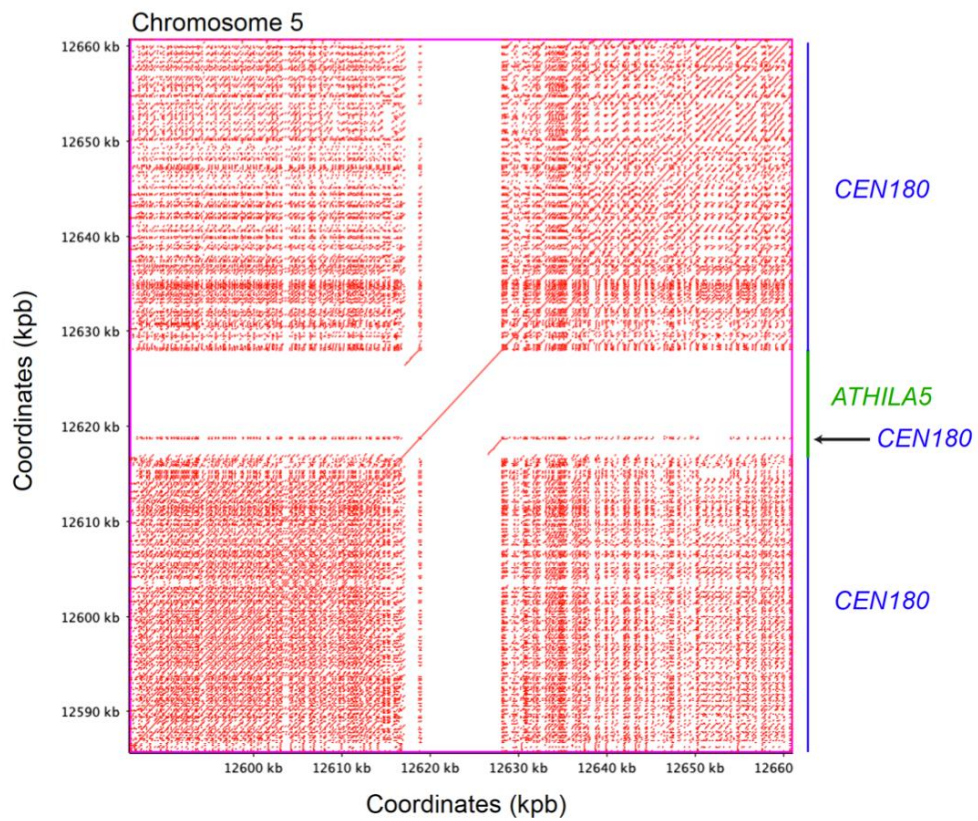 Chromosome 5
12660 kb
12650 kb
12640 kb
12630 kb
12620 kb
12610 kb
12600 kb
12590 kb
Coordinates (kpb)
CEN180
ATHILA5
CEN180
CEN180
12600 kb 12610 kb 12620 kb 12630 kb 12640 kb 12650 kb 12660
Coordinates (kpb)